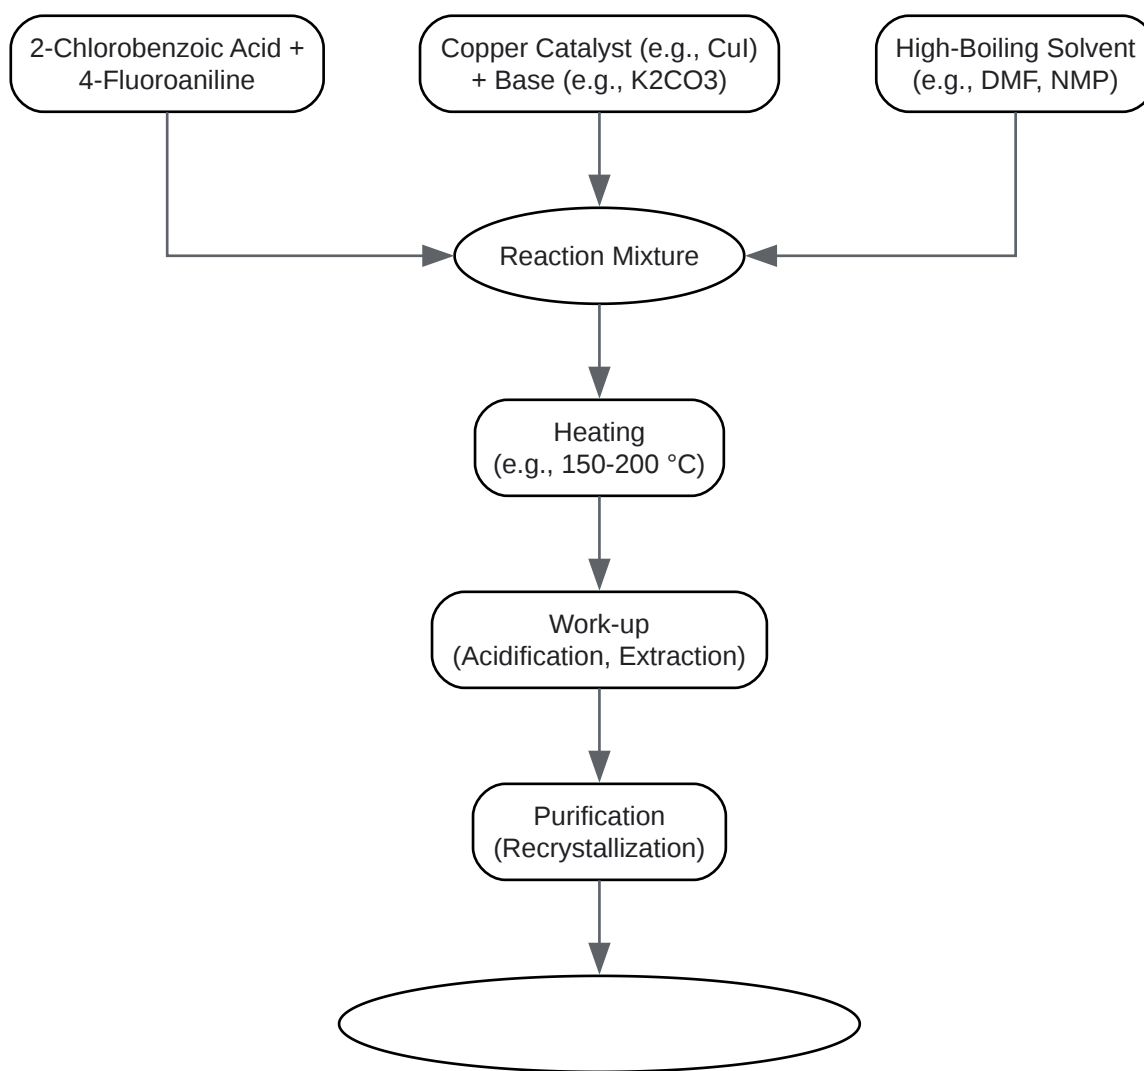 2-Chlorobenzoic Acid +
4-Fluoroaniline
Copper Catalyst (e.g., CuI)
+ Base (e.g., K2CO3)
High-Boiling Solvent
(e.g., DMF, NMP)
Reaction Mixture
Heating
(e.g., 150-200 °C)
Work-up
(Acidification, Extraction)
Purification
(Recrystallization)